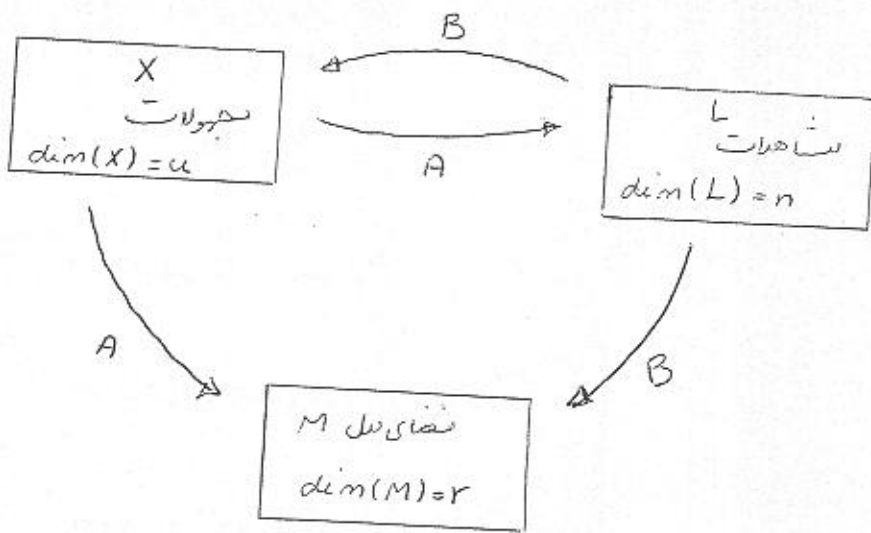 B
X
مجهولات
dim(X) = u
A
L
مشاهدات
dim(L) = n
A
B
فضای مدل M
dim(M) = r